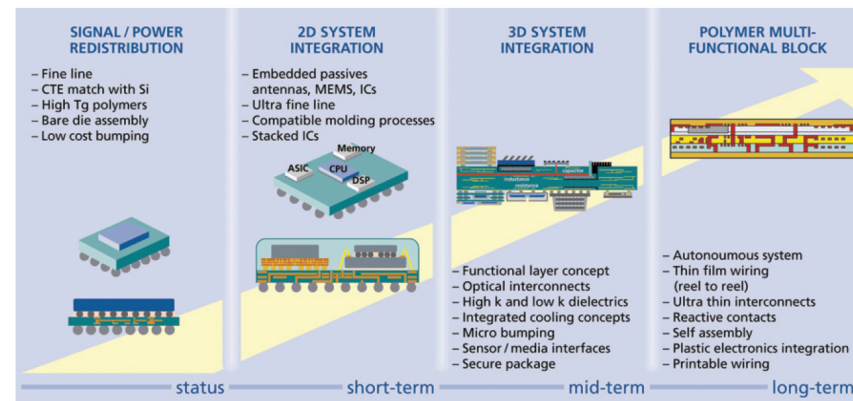 SIGNAL / POWER
REDISTRIBUTION
– Fine line
– CTE match with Si
– High Tg polymers
– Bare die assembly
– Low cost bumping
status
2D SYSTEM
INTEGRATION
– Embedded passives
antennas, MEMS, ICs
– Ultra fine line
– Compatible molding processes
– Stacked ICs
Memory
ASIC
CPU
DSP
short-term
3D SYSTEM
INTEGRATION
capacitor
inductance
resistance
– Functional layer concept
– Optical interconnects
– High k and low k dielectrics
– Integrated cooling concepts
– Micro bumping
– Sensor / media interfaces
– Secure package
mid-term
POLYMER MULTI-
FUNCTIONAL BLOCK
– Autonoumous system
– Thin film wiring
(reel to reel)
– Ultra thin interconnects
– Reactive contacts
– Self assembly
– Plastic electronics integration
– Printable wiring
long-term